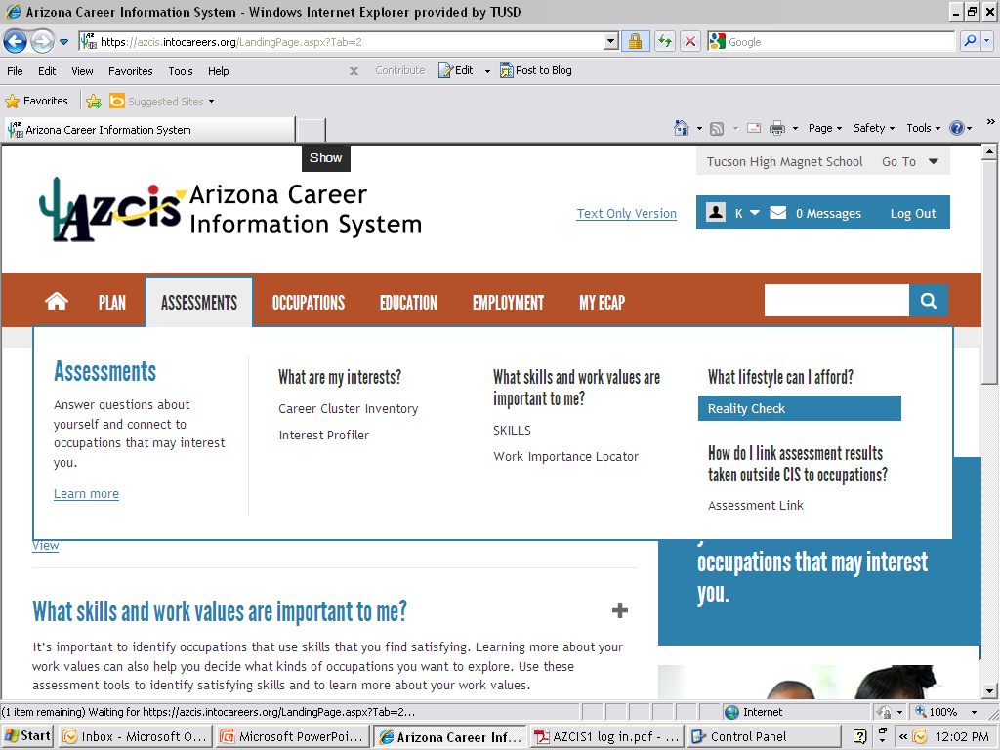 Arizona Career Information System - Windows Internet Explorer provided by TUSD
https://azcis.intocareers.org/LandingPage.aspx?Tab=2
Google
File Edit View Favorites Tools Help
x Contribute Edit Post to Blog
Favorites Suggested Sites
Arizona Career Information System
Page Safety Tools »
Show
Tucson High Magnet School Go To
AzCIS Arizona Career
Information System
Text Only Version
K 0 Messages Log Out
PLAN ASSESSMENTS OCCUPATIONS EDUCATION EMPLOYMENT MY ECAP
Assessments
Answer questions about
yourself and connect to
occupations that may interest
you.
Learn more
What are my interests?
Career Cluster Inventory
Interest Profiler
What skills and work values are
important to me?
SKILLS
Work Importance Locator
What lifestyle can I afford?
Reality Check
How do I link assessment results
taken outside CIS to occupations?
Assessment Link
View
occupations that may interest
you.
What skills and work values are important to me?
It's important to identify occupations that use skills that you find satisfying. Learning more about your
work values can also help you decide what kinds of occupations you want to explore. Use these
assessment tools to identify satisfying skills and to learn more about your work values.
(1 item remaining) Waiting for https://azcis.intocareers.org/LandingPage.aspx?Tab=2...
Internet
100%
Start Inbox - Microsoft O... Microsoft PowerPoi... Arizona Career Inf... AZCIS1 log in.pdf - ... Control Panel « 12:02 PM